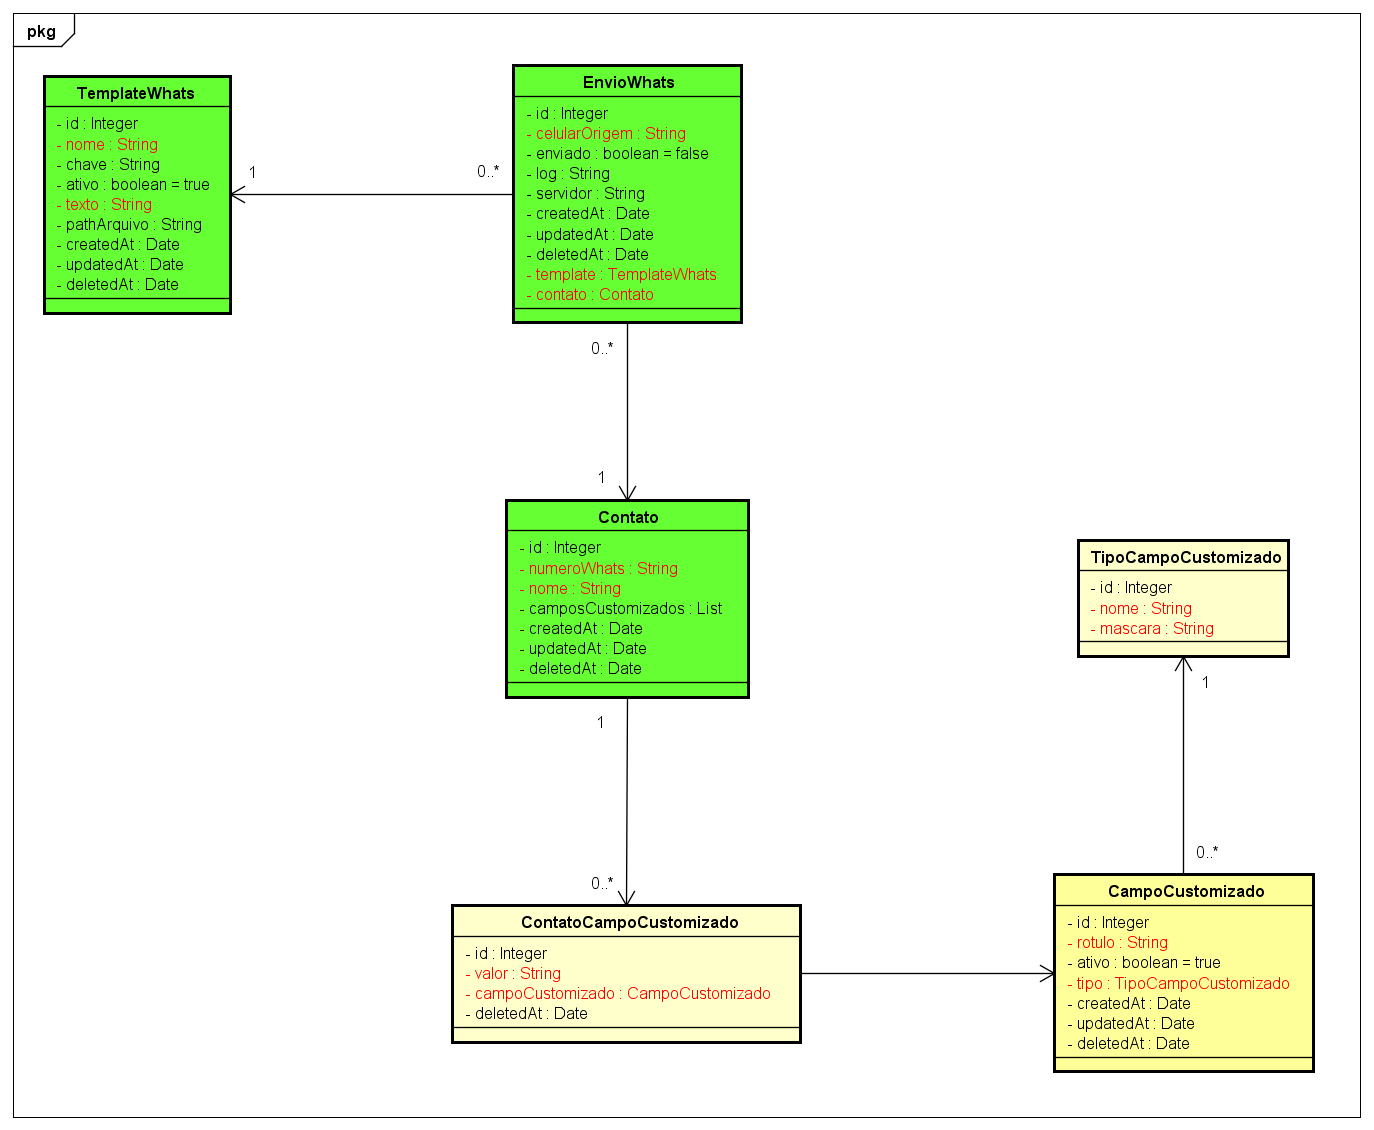 pkg
TemplateWhats
- id : Integer
- nome : String
- chave : String
- ativo : boolean = true
- texto : String
- pathArquivo : String
- createdAt : Date
- updatedAt : Date
- deletedAt : Date
1
0..*
EnvioWhats
- id : Integer
- celularOrigem : String
- enviado : boolean = false
- log : String
- servidor : String
- createdAt : Date
- updatedAt : Date
- deletedAt : Date
- template : TemplateWhats
- contato : Contato
0..*
1
Contato
- id : Integer
- numeroWhats : String
- nome : String
- camposCustomizados : List
- createdAt : Date
- updatedAt : Date
- deletedAt : Date
1
0..*
TipoCampoCustomizado
- id : Integer
- nome : String
- mascara : String
1
0..*
ContatoCampoCustomizado
- id : Integer
- valor : String
- campoCustomizado : CampoCustomizado
- deletedAt : Date
CampoCustomizado
- id : Integer
- rotulo : String
- ativo : boolean = true
- tipo : TipoCampoCustomizado
- createdAt : Date
- updatedAt : Date
- deletedAt : Date